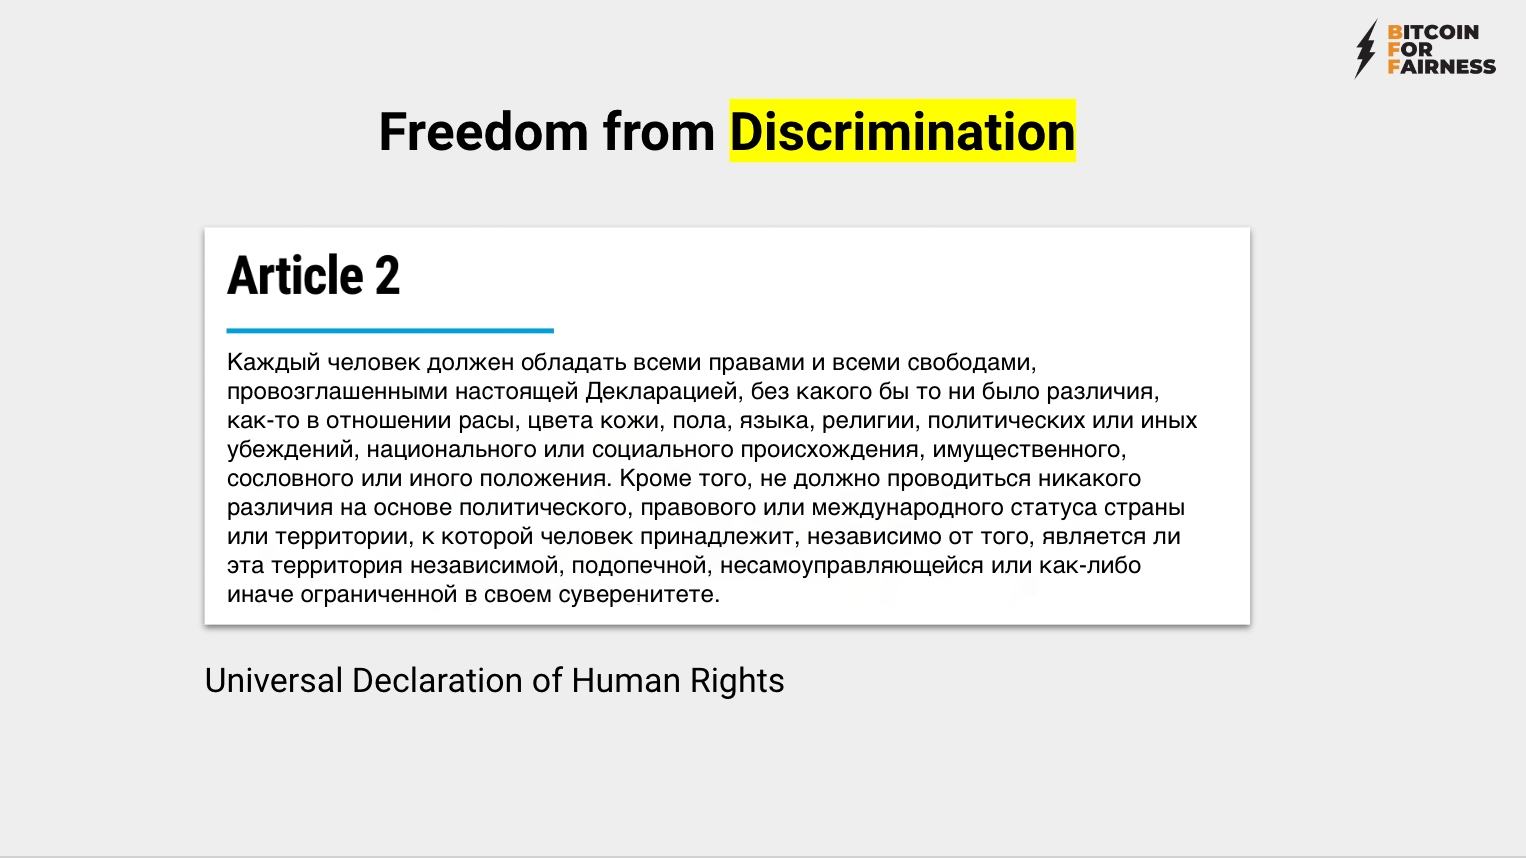 BITCOIN
FOR
FAIRNESS
Freedom from Discrimination
Article 2
Каждый человек должен обладать всеми правами и всеми свободами,
провозглашенными настоящей Декларацией, без какого бы то ни было различия,
как-то в отношении расы, цвета кожи, пола, языка, религии, политических или иных
убеждений, национального или социального происхождения, имущественного,
сословного или иного положения. Кроме того, не должно проводиться никакого
различия на основе политического, правового или международного статуса страны
или территории, к которой человек принадлежит, независимо от того, является ли
эта территория независимой, подопечной, несамоуправляющейся или как-либо
иначе ограниченной в своем суверенитете.
Universal Declaration of Human Rights